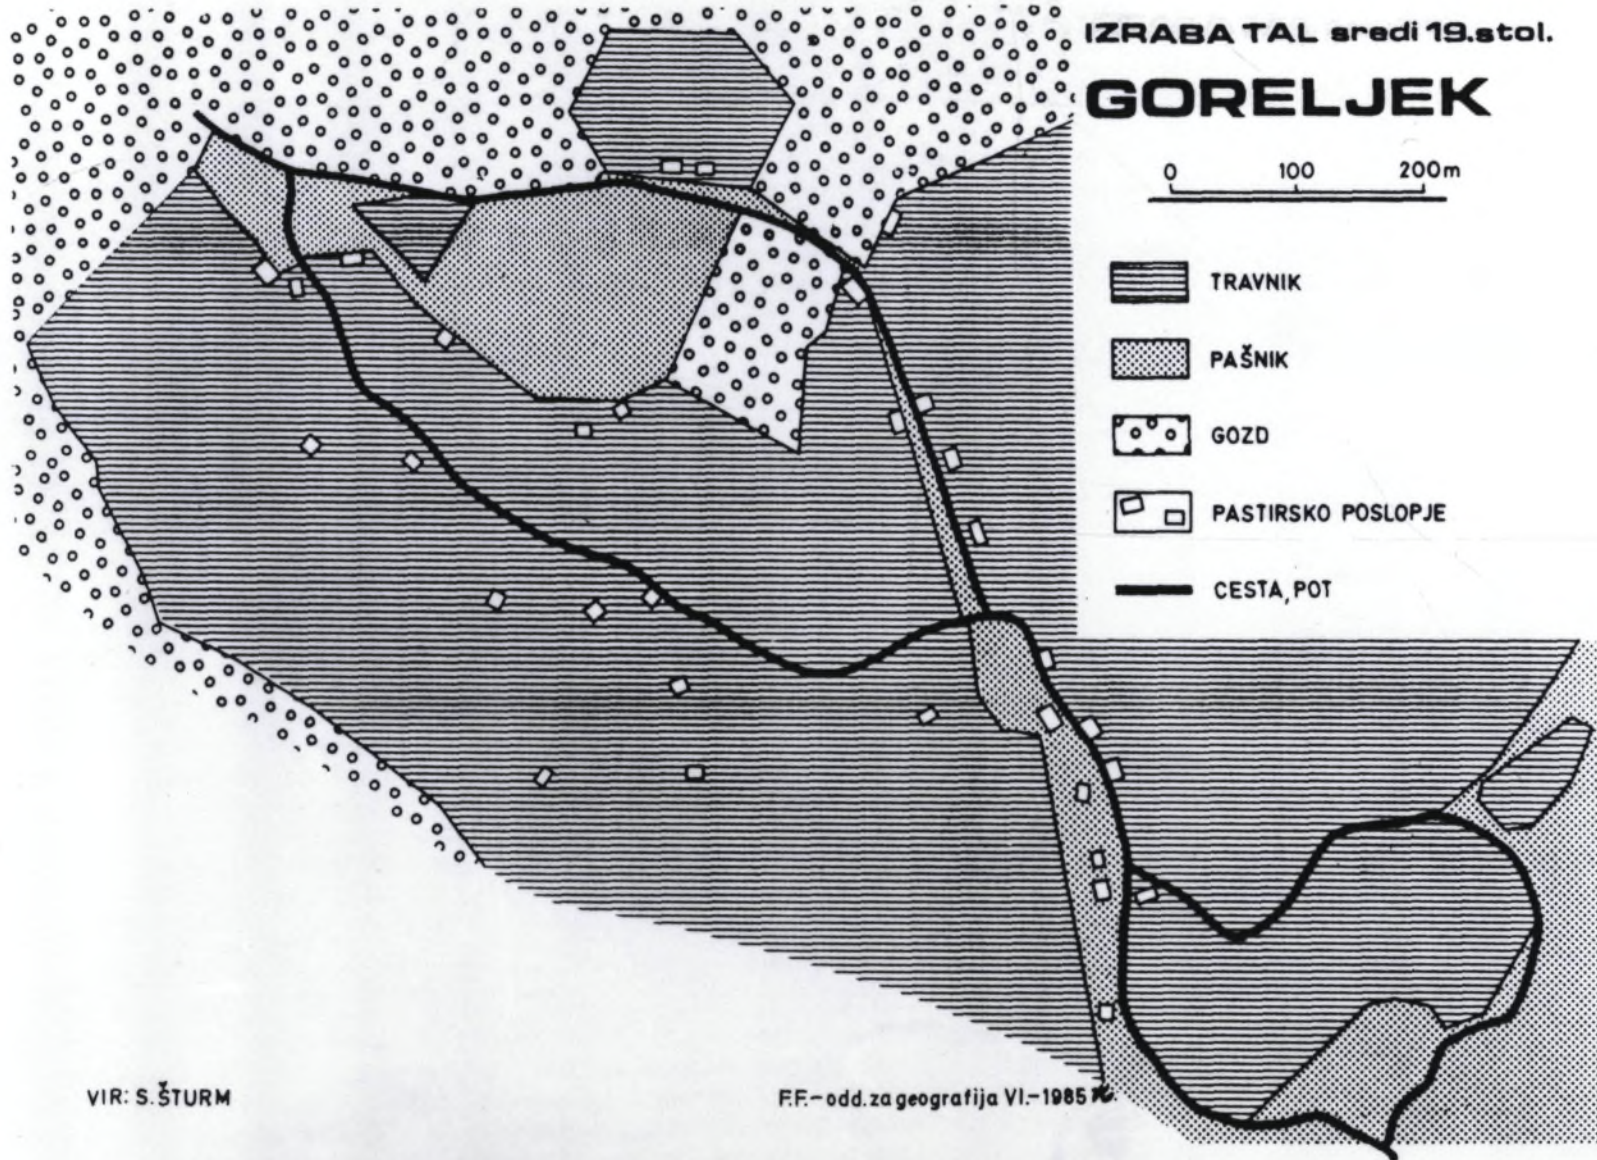 IZRABA TAL sredi 19.stol.
GORELJEK
0 100 200m
TRAVNIK
PAŠNIK
GOZD
PASTIRSKO POSLOPJE
CESTA, POT
VIR: S. ŠTURM
F.F.-odd. za geografija VI.-1985